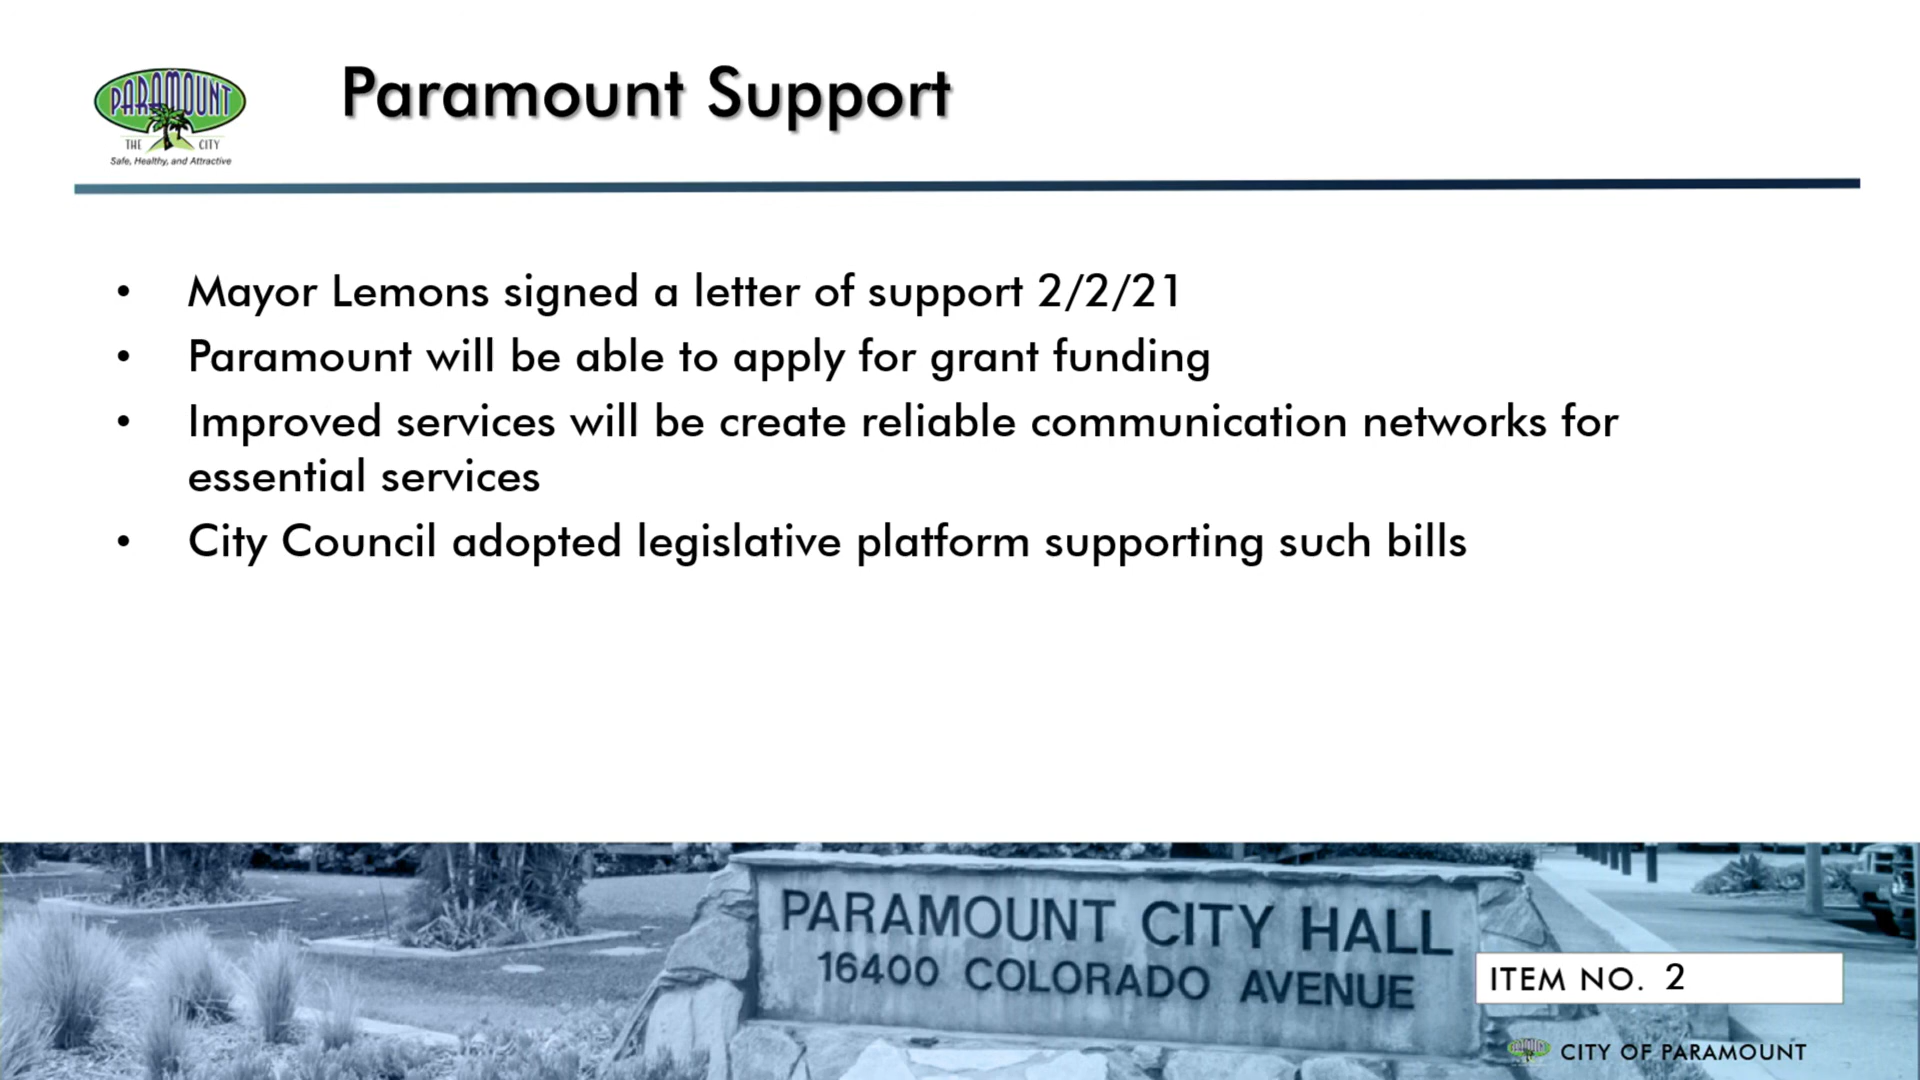 PARAMOUNT
THE CITY
Safe, Healthy, and Attractive
Paramount Support
• Mayor Lemons signed a letter of support 2/2/21
• Paramount will be able to apply for grant funding
• Improved services will be create reliable communication networks for
essential services
• City Council adopted legislative platform supporting such bills
PARAMOUNT CITY HALL
16400 COLORADO AVENUE
ITEM NO. 2
PARAMOUNT
CITY OF PARAMOUNT